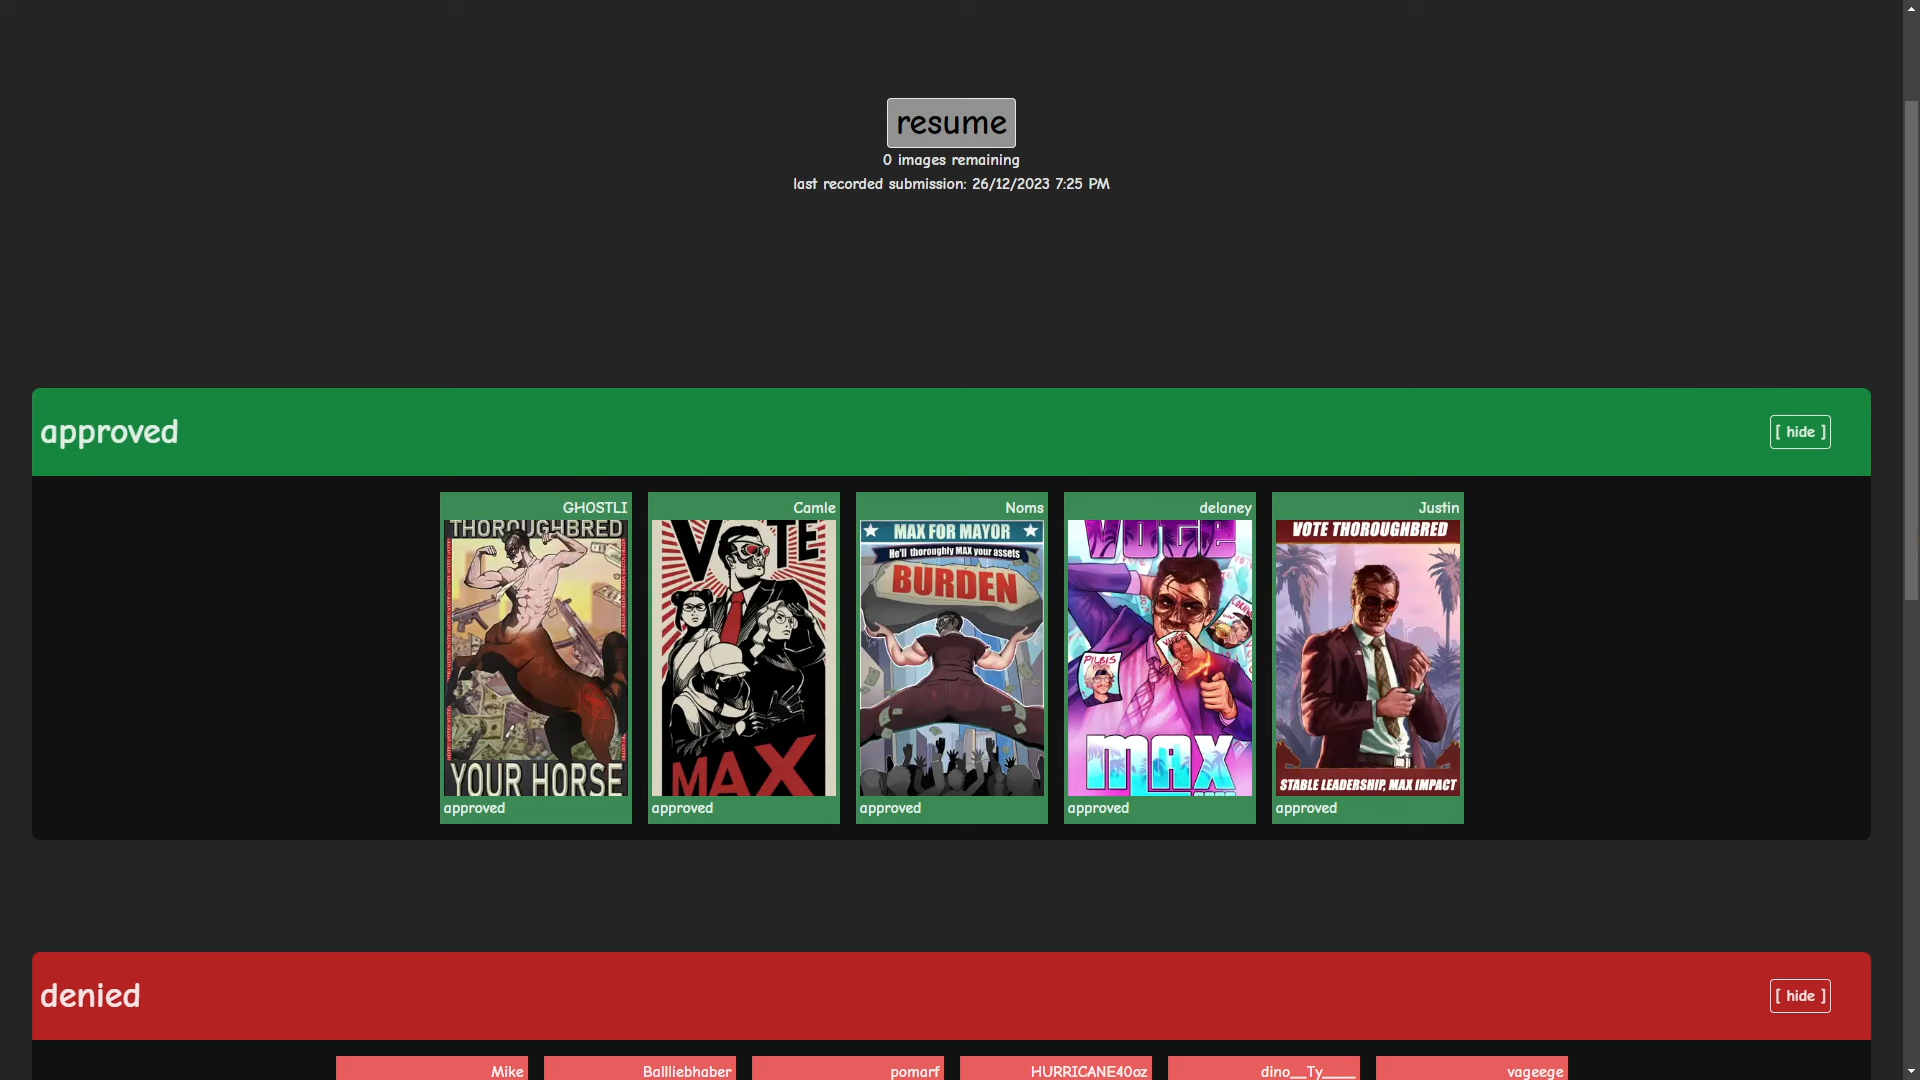 resume
0 images remaining
last recorded submission: 26/12/2023 7:25 PM
approved
[ hide ]
GHOSTLI
THOROUGHBRED
YOUR HORSE
approved
Camle
VOTE
MAX
approved
Noms
MAX FOR MAYOR
He'll thoroughly MAX your assets
BURDEN
approved
delaney
VOTE
PILBIS
MAX
approved
Justin
VOTE THOROUGHBRED
STABLE LEADERSHIP, MAX IMPACT
approved
denied
[ hide ]
Mike
Ballliebhaber
pomarf
HURRICANE40oz
dino__Ty____
vageege